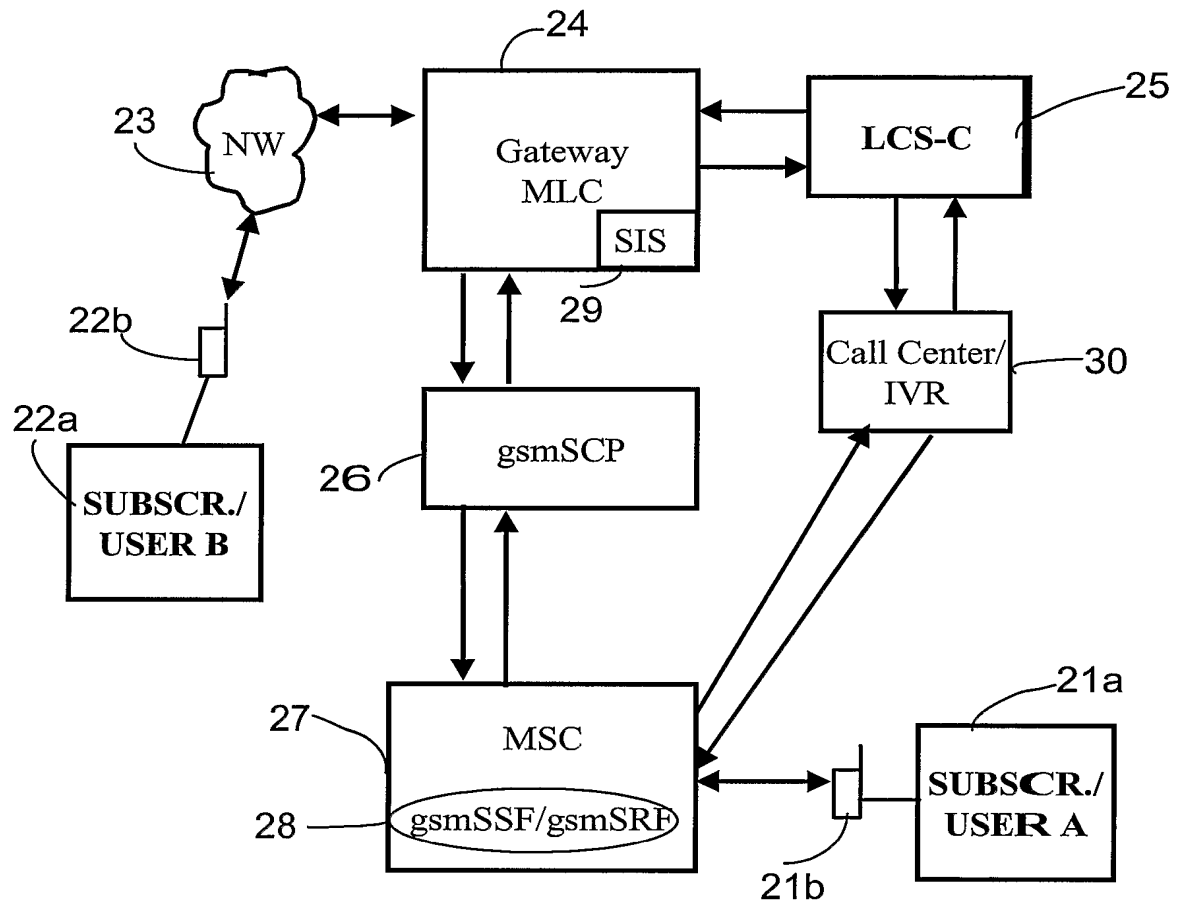 24
23
NW
Gateway
MLC
SIS
29
LCS-C
25
22b
22a
SUBSCR./
USER B
26
gsmSCP
Call Center/
IVR
30
27
MSC
28
gsmSSF/gsmSRF
21a
SUBSCR./
USER A
21b